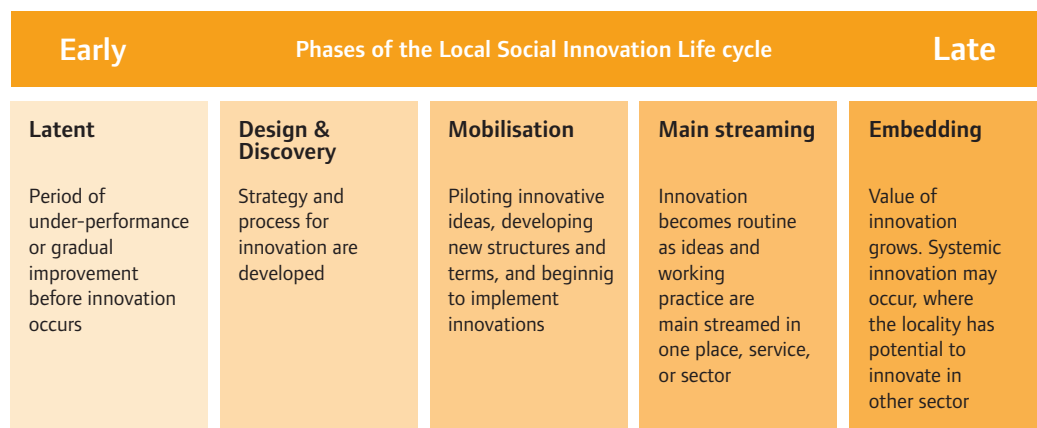 Early
Phases of the Local Social Innovation Life cycle
Late
Latent
Period of
under-performance
or gradual
improvement
before innovation
occurs
Design &
Discovery
Strategy and
process for
innovation are
developed
Mobilisation
Piloting innovative
ideas, developing
new structures and
terms, and beginnig
to implement
innovations
Main streaming
Innovation
becomes routine
as ideas and
working
practice are
main streamed in
one place, service,
or sector
Embedding
Value of
innovation
grows. Systemic
innovation may
occur, where
the locality has
potential to
innovate in
other sector